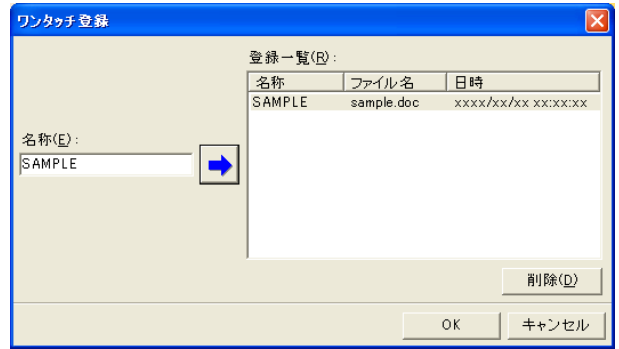 ワンタッチ登録
登録一覧(R):
名称 ファイル名 日時
SAMPLE sample.doc xxxx/xx/xx xx:xx:xx
名称(E):
SAMPLE
削除(D)
OK キャンセル